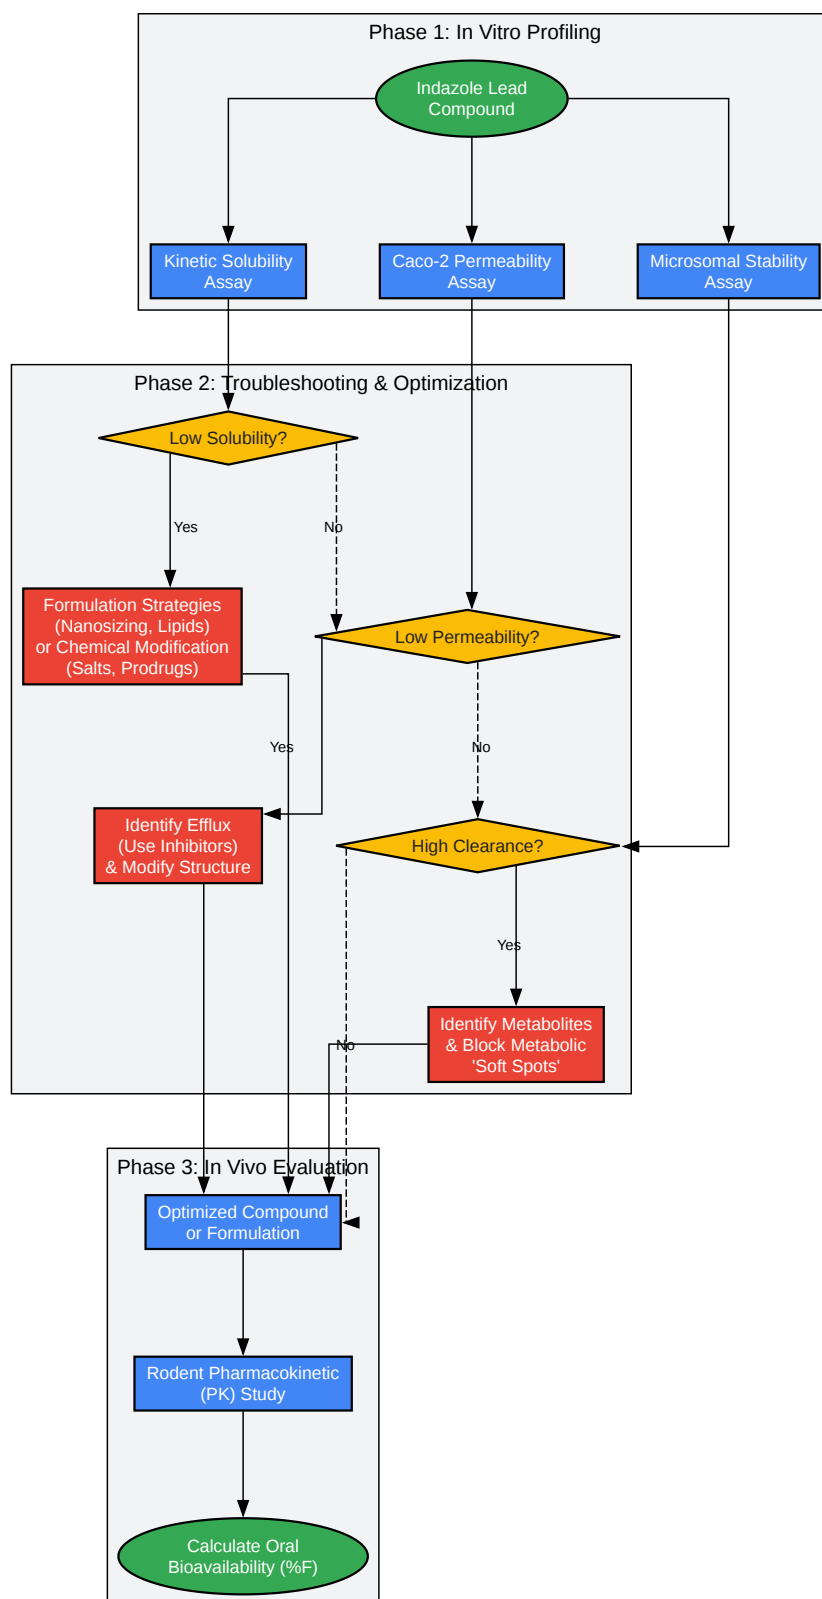 Phase 1: In Vitro Profiling
Indazole Lead
Compound
Kinetic Solubility
Assay
Caco-2 Permeability
Assay
Microsomal Stability
Assay
Phase 2: Troubleshooting & Optimization
Low Solubility?
Yes
No
Formulation Strategies
(Nanosizing, Lipids)
or Chemical Modification
(Salts, Prodrugs)
Low Permeability?
Yes
No
Identify Efflux
(Use Inhibitors)
& Modify Structure
High Clearance?
Yes
Identify Metabolites
& Block Metabolic
'Soft Spots'
No
Phase 3: In Vivo Evaluation
Optimized Compound
or Formulation
Rodent Pharmacokinetic
(PK) Study
Calculate Oral
Bioavailability (%F)